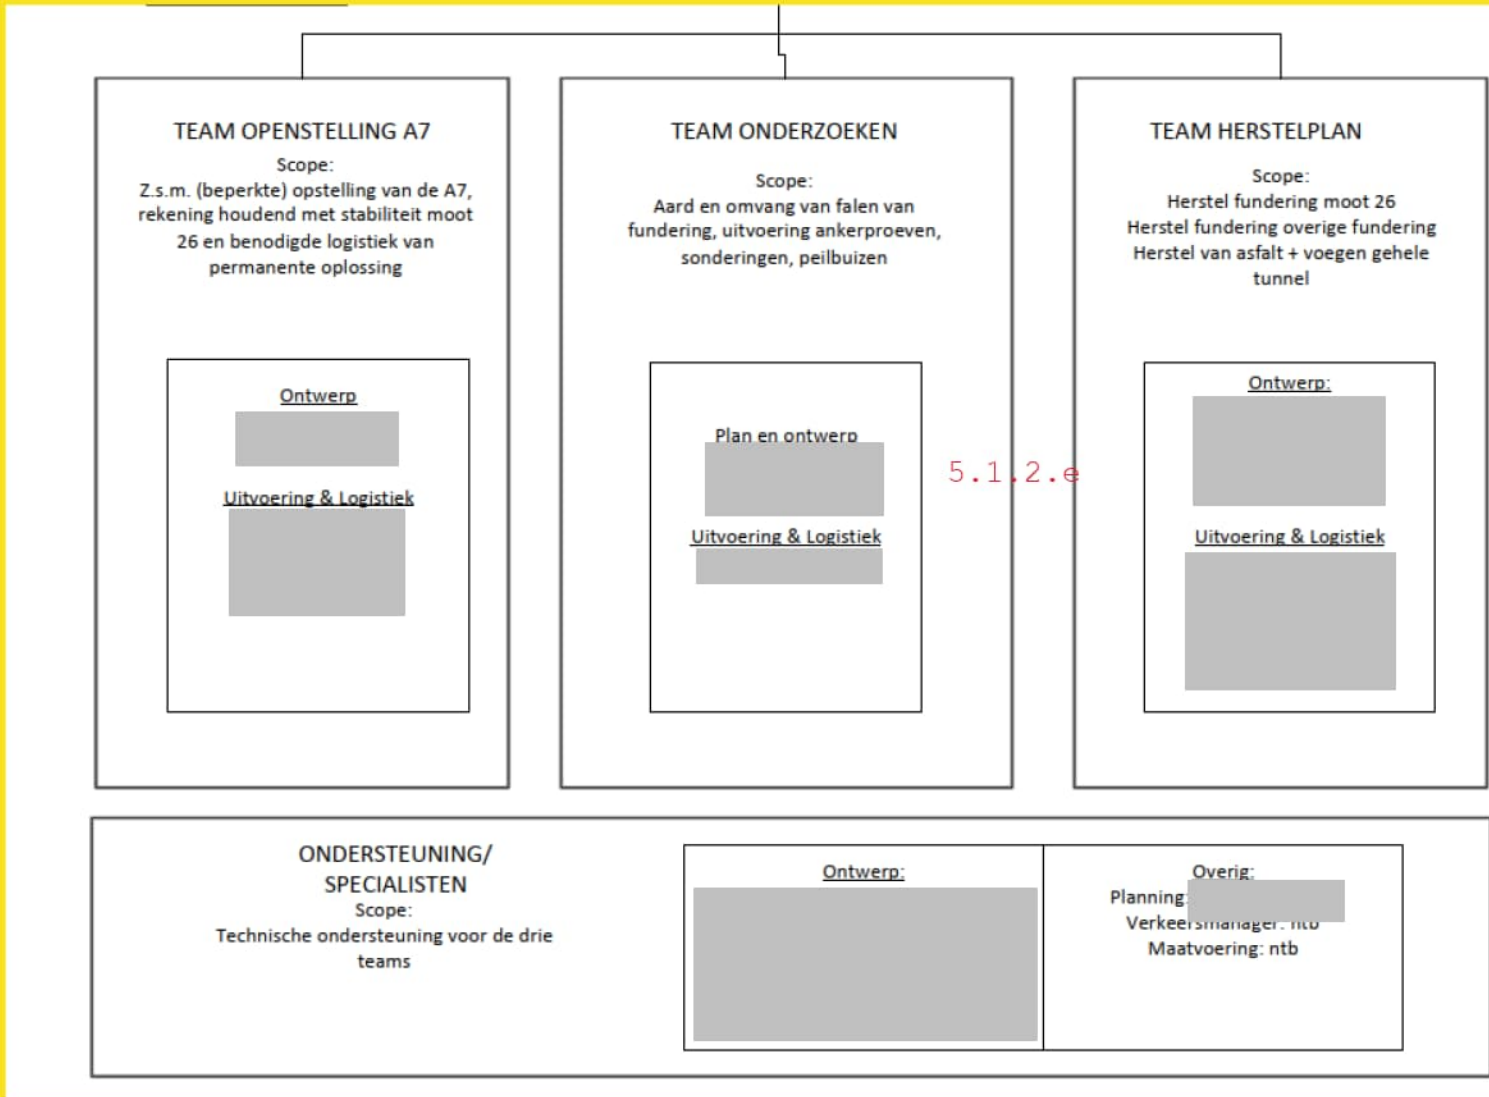 TEAM OPENSTELLING A7
Scope:
Z.s.m. (beperkte) opstelling van de A7,
rekening houdend met stabiliteit moot
26 en benodigde logistiek van
permanente oplossing
Ontwerp
Uitvoering & Logistiek
TEAM ONDERZOEKEN
Scope:
Aard en omvang van falen van
fundering, uitvoering ankerproeven,
sonderingen, peilbuizen
Plan en ontwerp
Uitvoering & Logistiek
5.1.2.e
TEAM HERSTELPLAN
Scope:
Herstel fundering moot 26
Herstel fundering overige fundering
Herstel van asfalt + voegen gehele
tunnel
Ontwerp:
Uitvoering & Logistiek
ONDERSTEUNING/
SPECIALISTEN
Scope:
Technische ondersteuning voor de drie
teams
Ontwerp:
Overig:
Planning:
Verkeersmanager: ntb
Maatvoering: ntb